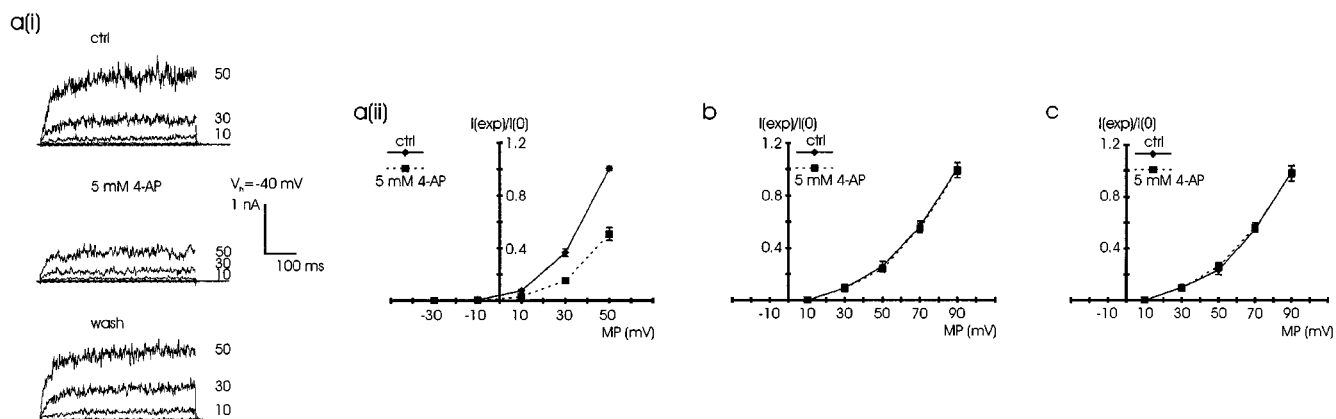 a(i)
ctrl
50
30
10
5 mM 4-AP
Vh= -40 mV
1 nA
100 ms
50
30
10
wash
50
30
10
a(ii)
I(exp)/I(0)
ctrl
5 mM 4-AP
1.2
0.8
0.4
-30 -10 10 30 50
MP (mV)
b
I(exp)/I(0)
ctrl
5 mM 4-AP
1.2
0.8
0.4
-10 10 30 50 70 90
MP (mV)
c
I(exp)/I(0)
ctrl
5 mM 4-AP
1.2
0.8
0.4
-10 10 30 50 70 90
MP (mV)